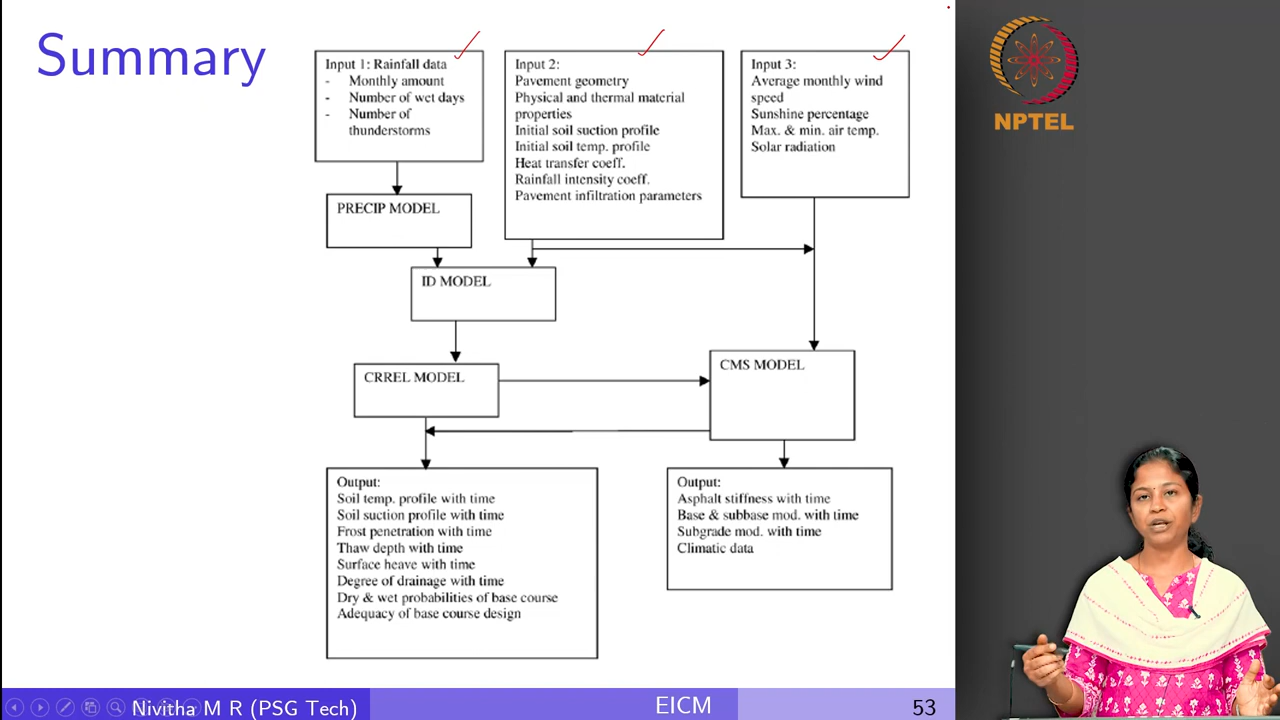 Summary
Input 1: Rainfall data
- Monthly amount
- Number of wet days
- Number of
thunderstorms
Input 2:
Pavement geometry
Physical and thermal material
properties
Initial soil suction profile
Initial soil temp. profile
Heat transfer coeff.
Rainfall intensity coeff.
Pavement infiltration parameters
Input 3:
Average monthly wind
speed
Sunshine percentage
Max. & min. air temp.
Solar radiation
PRECIP MODEL
ID MODEL
CRREL MODEL
CMS MODEL
Output:
Soil temp. profile with time
Soil suction profile with time
Frost penetration with time
Thaw depth with time
Surface heave with time
Degree of drainage with time
Dry & wet probabilities of base course
Adequacy of base course design
Output:
Asphalt stiffness with time
Base & subbase mod. with time
Subgrade mod. with time
Climatic data
NPTEL
Nivitha M R (PSG Tech)
EICM
53